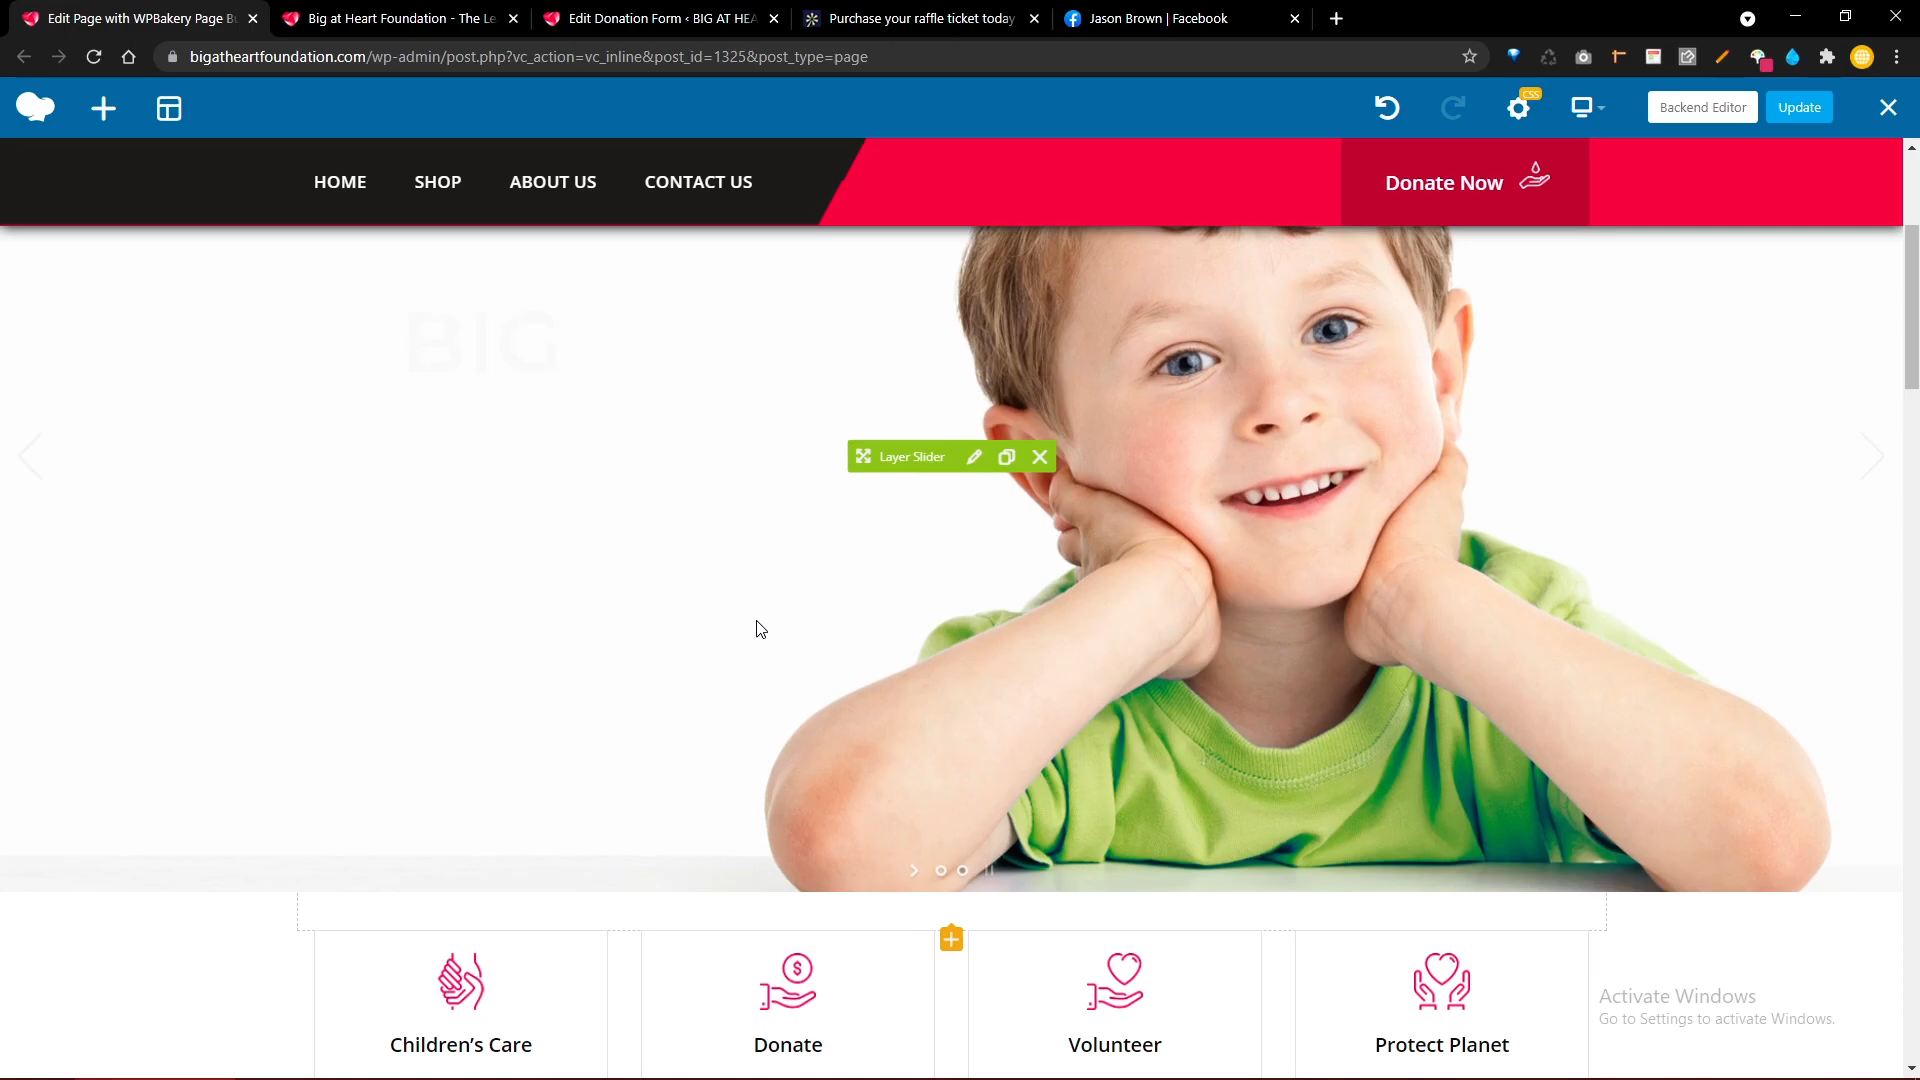 Edit Page with WPBakery Page B
Big at Heart Foundation - The Le
Edit Donation Form ‹ BIG AT HEA
Purchase your raffle ticket today
Jason Brown | Facebook
bigatheartfoundation.com/wp-admin/post.php?vc_action=vc_inline&post_id=1325&post_type=page
CSS
Backend Editor
Update
HOME
SHOP
ABOUT US
CONTACT US
Donate Now
BIG
Layer Slider
Children's Care
Donate
Volunteer
Protect Planet
Activate Windows
Go to Settings to activate Windows.